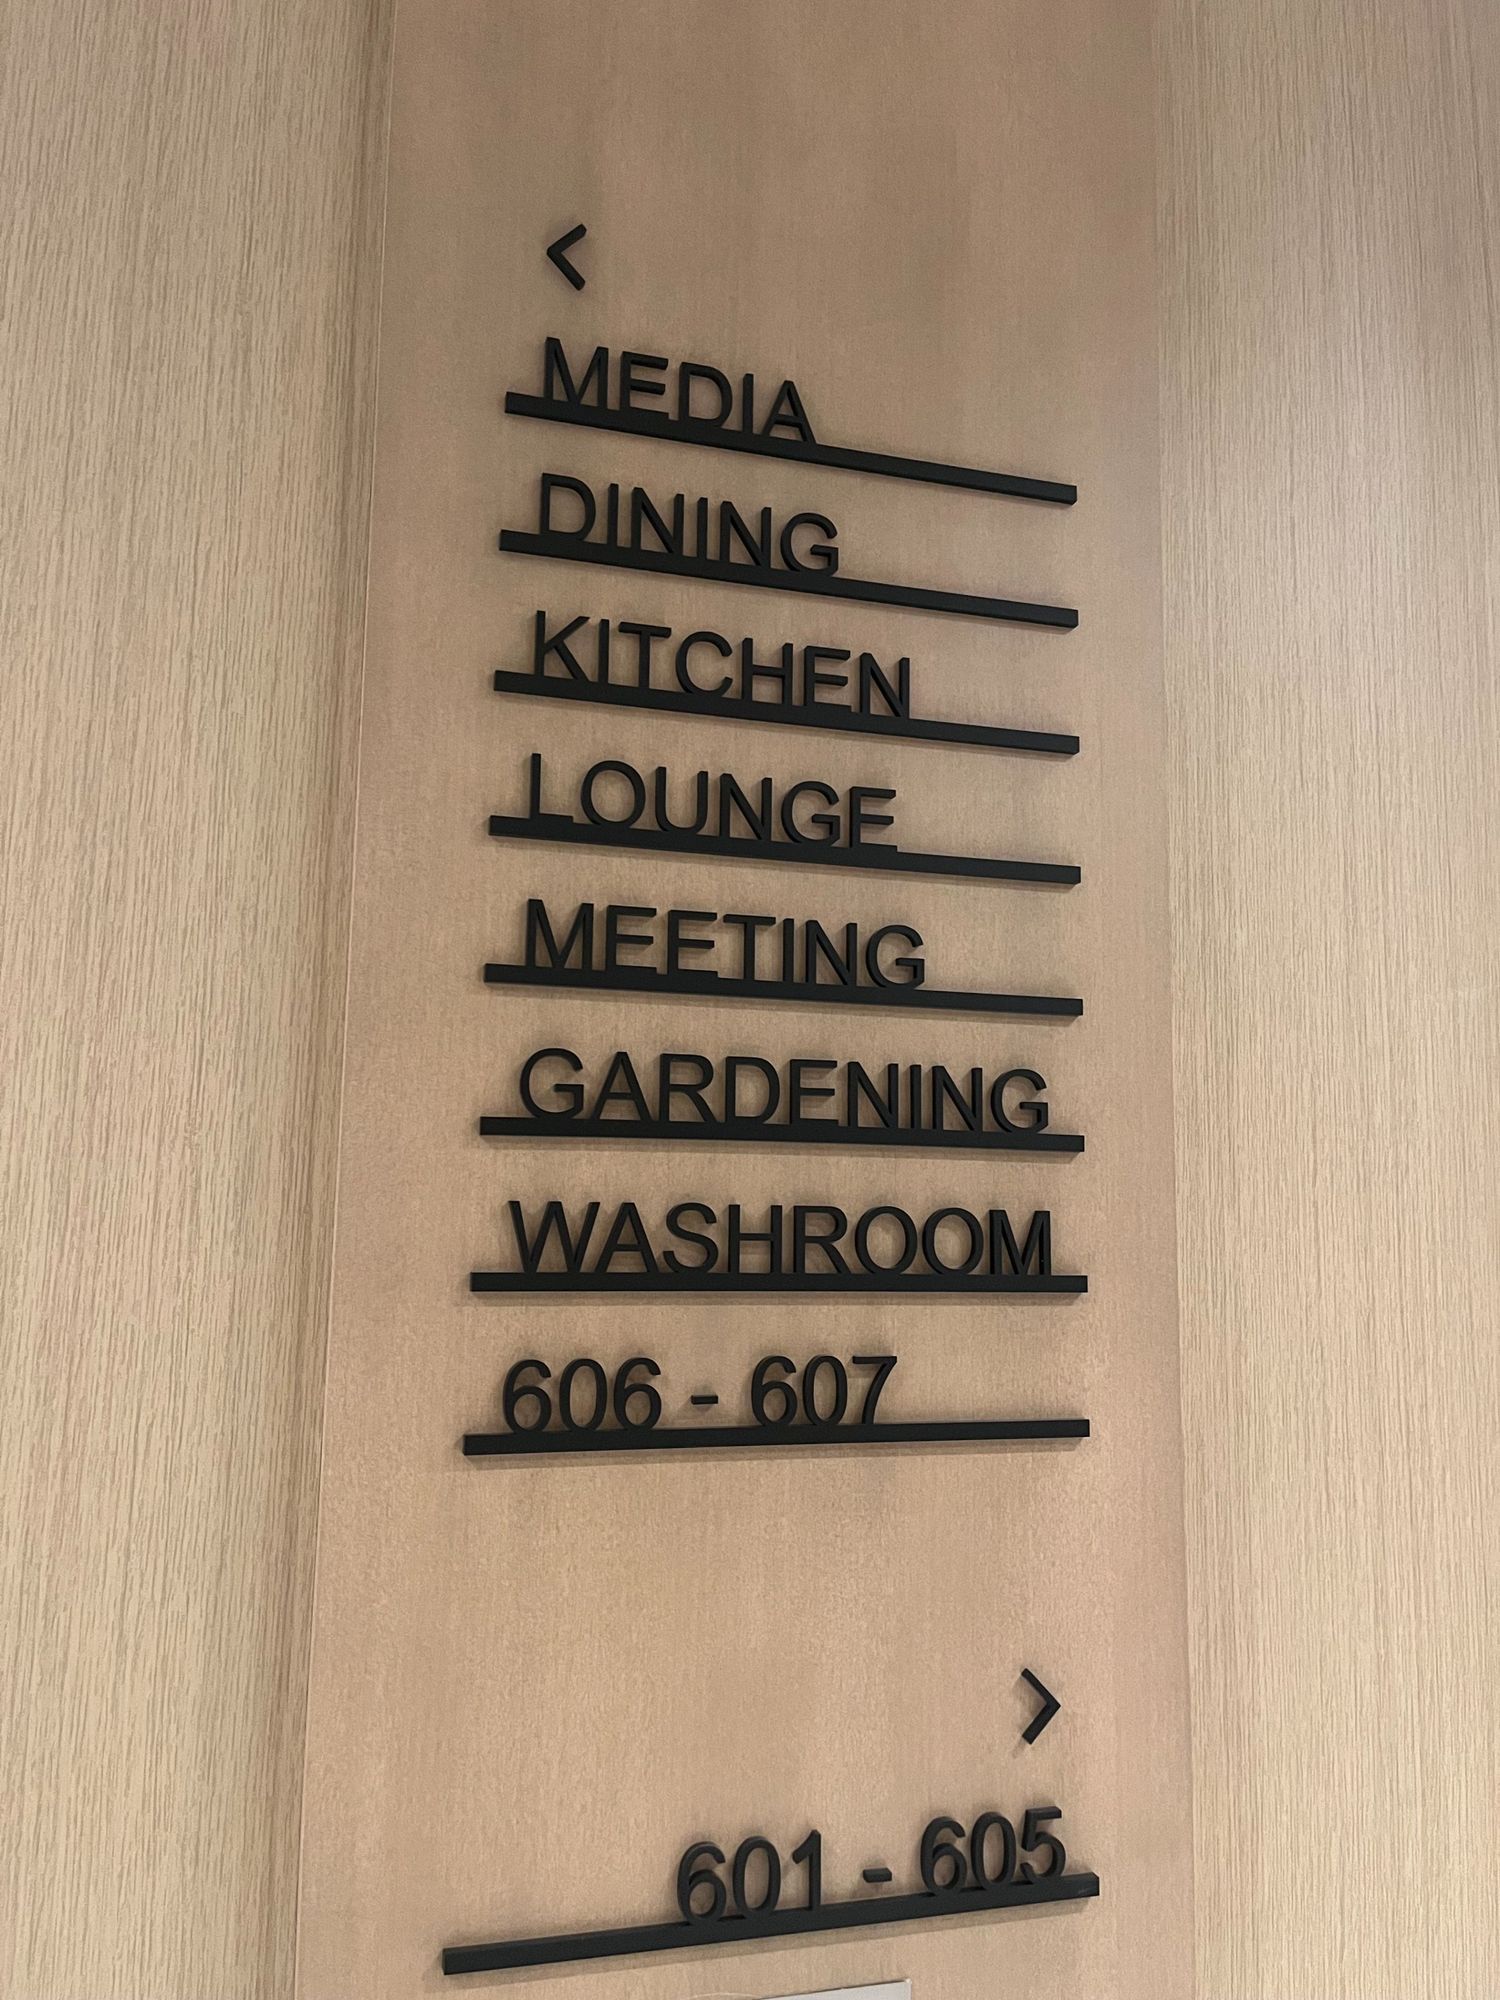 <
MEDIA
DINING
KITCHEN
LOUNGE
MEETING
GARDENING
WASHROOM
606 - 607
>
601 - 605